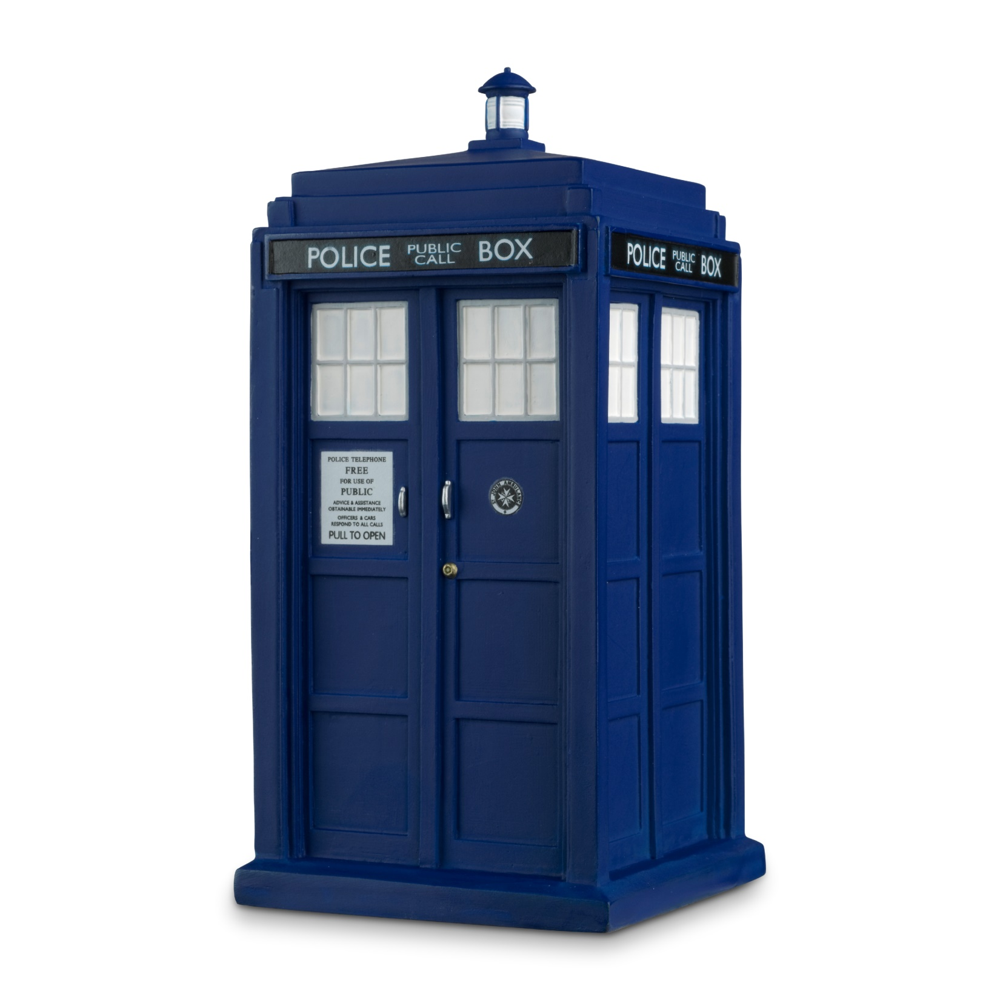 POLICE PUBLIC CALL BOX
POLICE PUBLIC CALL BOX
POLICE TELEPHONE
FREE
FOR USE OF
PUBLIC
ADVICE & ASSISTANCE
OBTAINABLE IMMEDIATELY
OFFICERS & CARS
RESPOND TO ALL CALLS
PULL TO OPEN
ST JOHN AMBULANCE